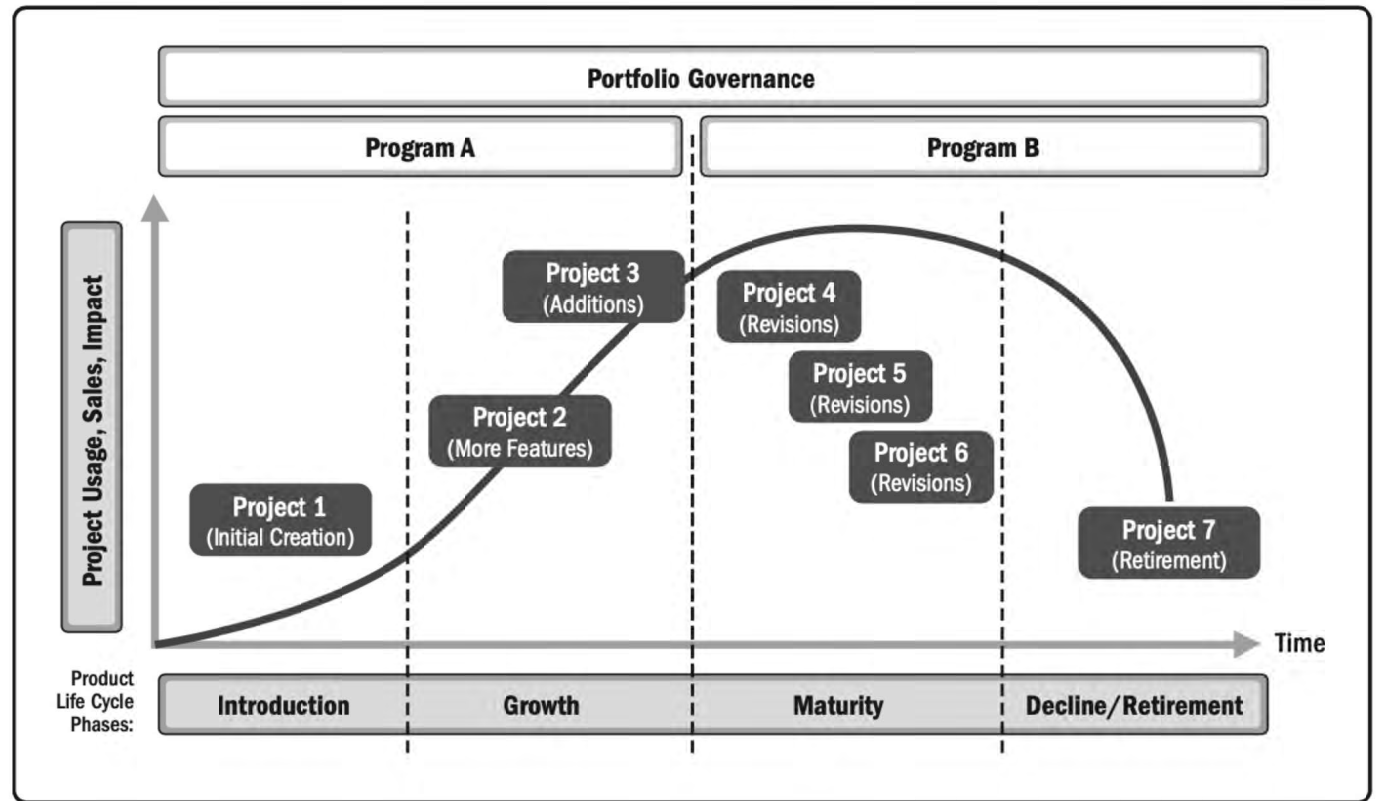 Portfolio Governance
Program A
Program B
Project Usage, Sales, Impact
Project 1
(Initial Creation)
Project 2
(More Features)
Project 3
(Additions)
Project 4
(Revisions)
Project 5
(Revisions)
Project 6
(Revisions)
Project 7
(Retirement)
Time
Product
Life Cycle
Phases:
Introduction
Growth
Maturity
Decline/Retirement